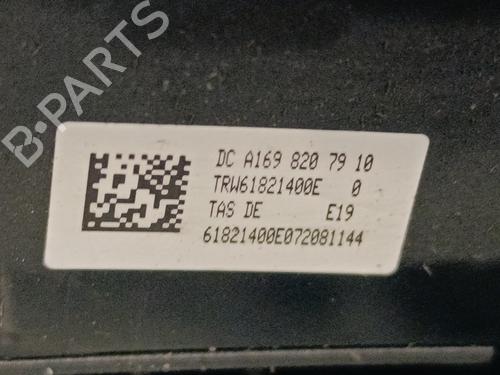 B-PARTS
DC A169 820 79 10
TRW61821400E 0
TAS DE E19
61821400E072081144